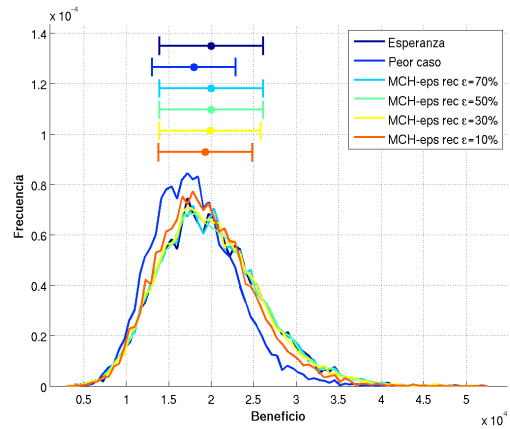 x 10^-4
1.4
1.2
1
0.8
0.6
0.4
0.2
0
Frecuencia
Esperanza
Peor caso
MCH-eps rec ε=70%
MCH-eps rec ε=50%
MCH-eps rec ε=30%
MCH-eps rec ε=10%
0.5 1 1.5 2 2.5 3 3.5 4 4.5 5
Beneficio
x 10^4